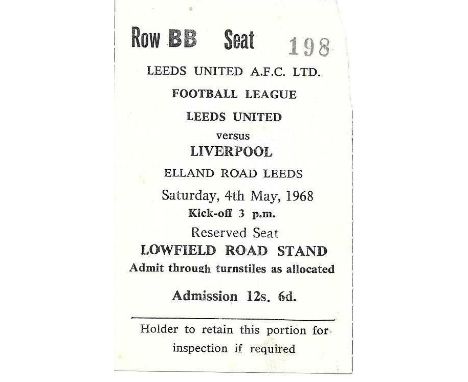 Row BB Seat 198
LEEDS UNITED A.F.C. LTD.
FOOTBALL LEAGUE
LEEDS UNITED
versus
LIVERPOOL
ELLAND ROAD LEEDS
Saturday, 4th May, 1968
Kick-off 3 p.m.
Reserved Seat
LOWFIELD ROAD STAND
Admit through turnstiles as allocated
Admission 12s. 6d.
Holder to retain this portion for
inspection if required